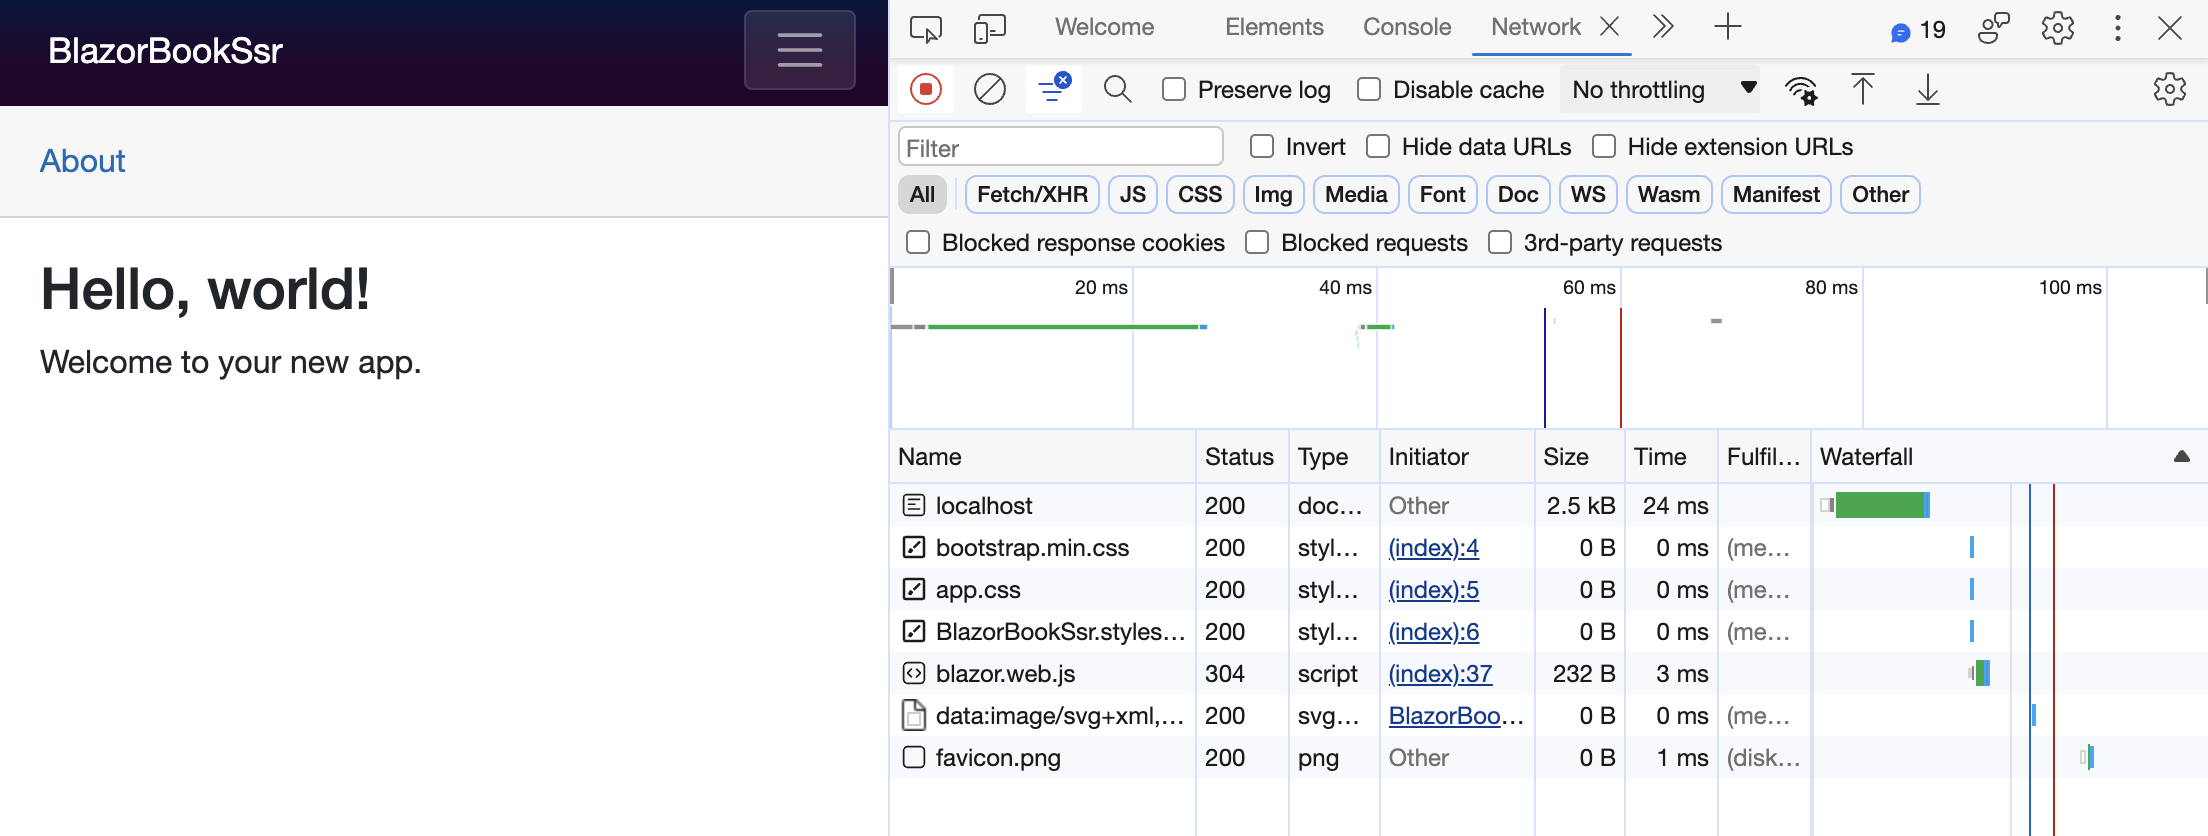 BlazorBookSsr
About
Hello, world!
Welcome to your new app.
Welcome Elements Console Network 19
Preserve log Disable cache No throttling
Filter Invert Hide data URLs Hide extension URLs
All Fetch/XHR JS CSS Img Media Font Doc WS Wasm Manifest Other
Blocked response cookies Blocked requests 3rd-party requests
20 ms 40 ms 60 ms 80 ms 100 ms
Name Status Type Initiator Size Time Fulfil... Waterfall
localhost 200 doc... Other 2.5 kB 24 ms
bootstrap.min.css 200 styl... (index):4 0 B 0 ms (me...
app.css 200 styl... (index):5 0 B 0 ms (me...
BlazorBookSsr.styles... 200 styl... (index):6 0 B 0 ms (me...
blazor.web.js 304 script (index):37 232 B 3 ms
data:image/svg+xml,... 200 svg... BlazorBoo... 0 B 0 ms (me...
favicon.png 200 png Other 0 B 1 ms (disk...